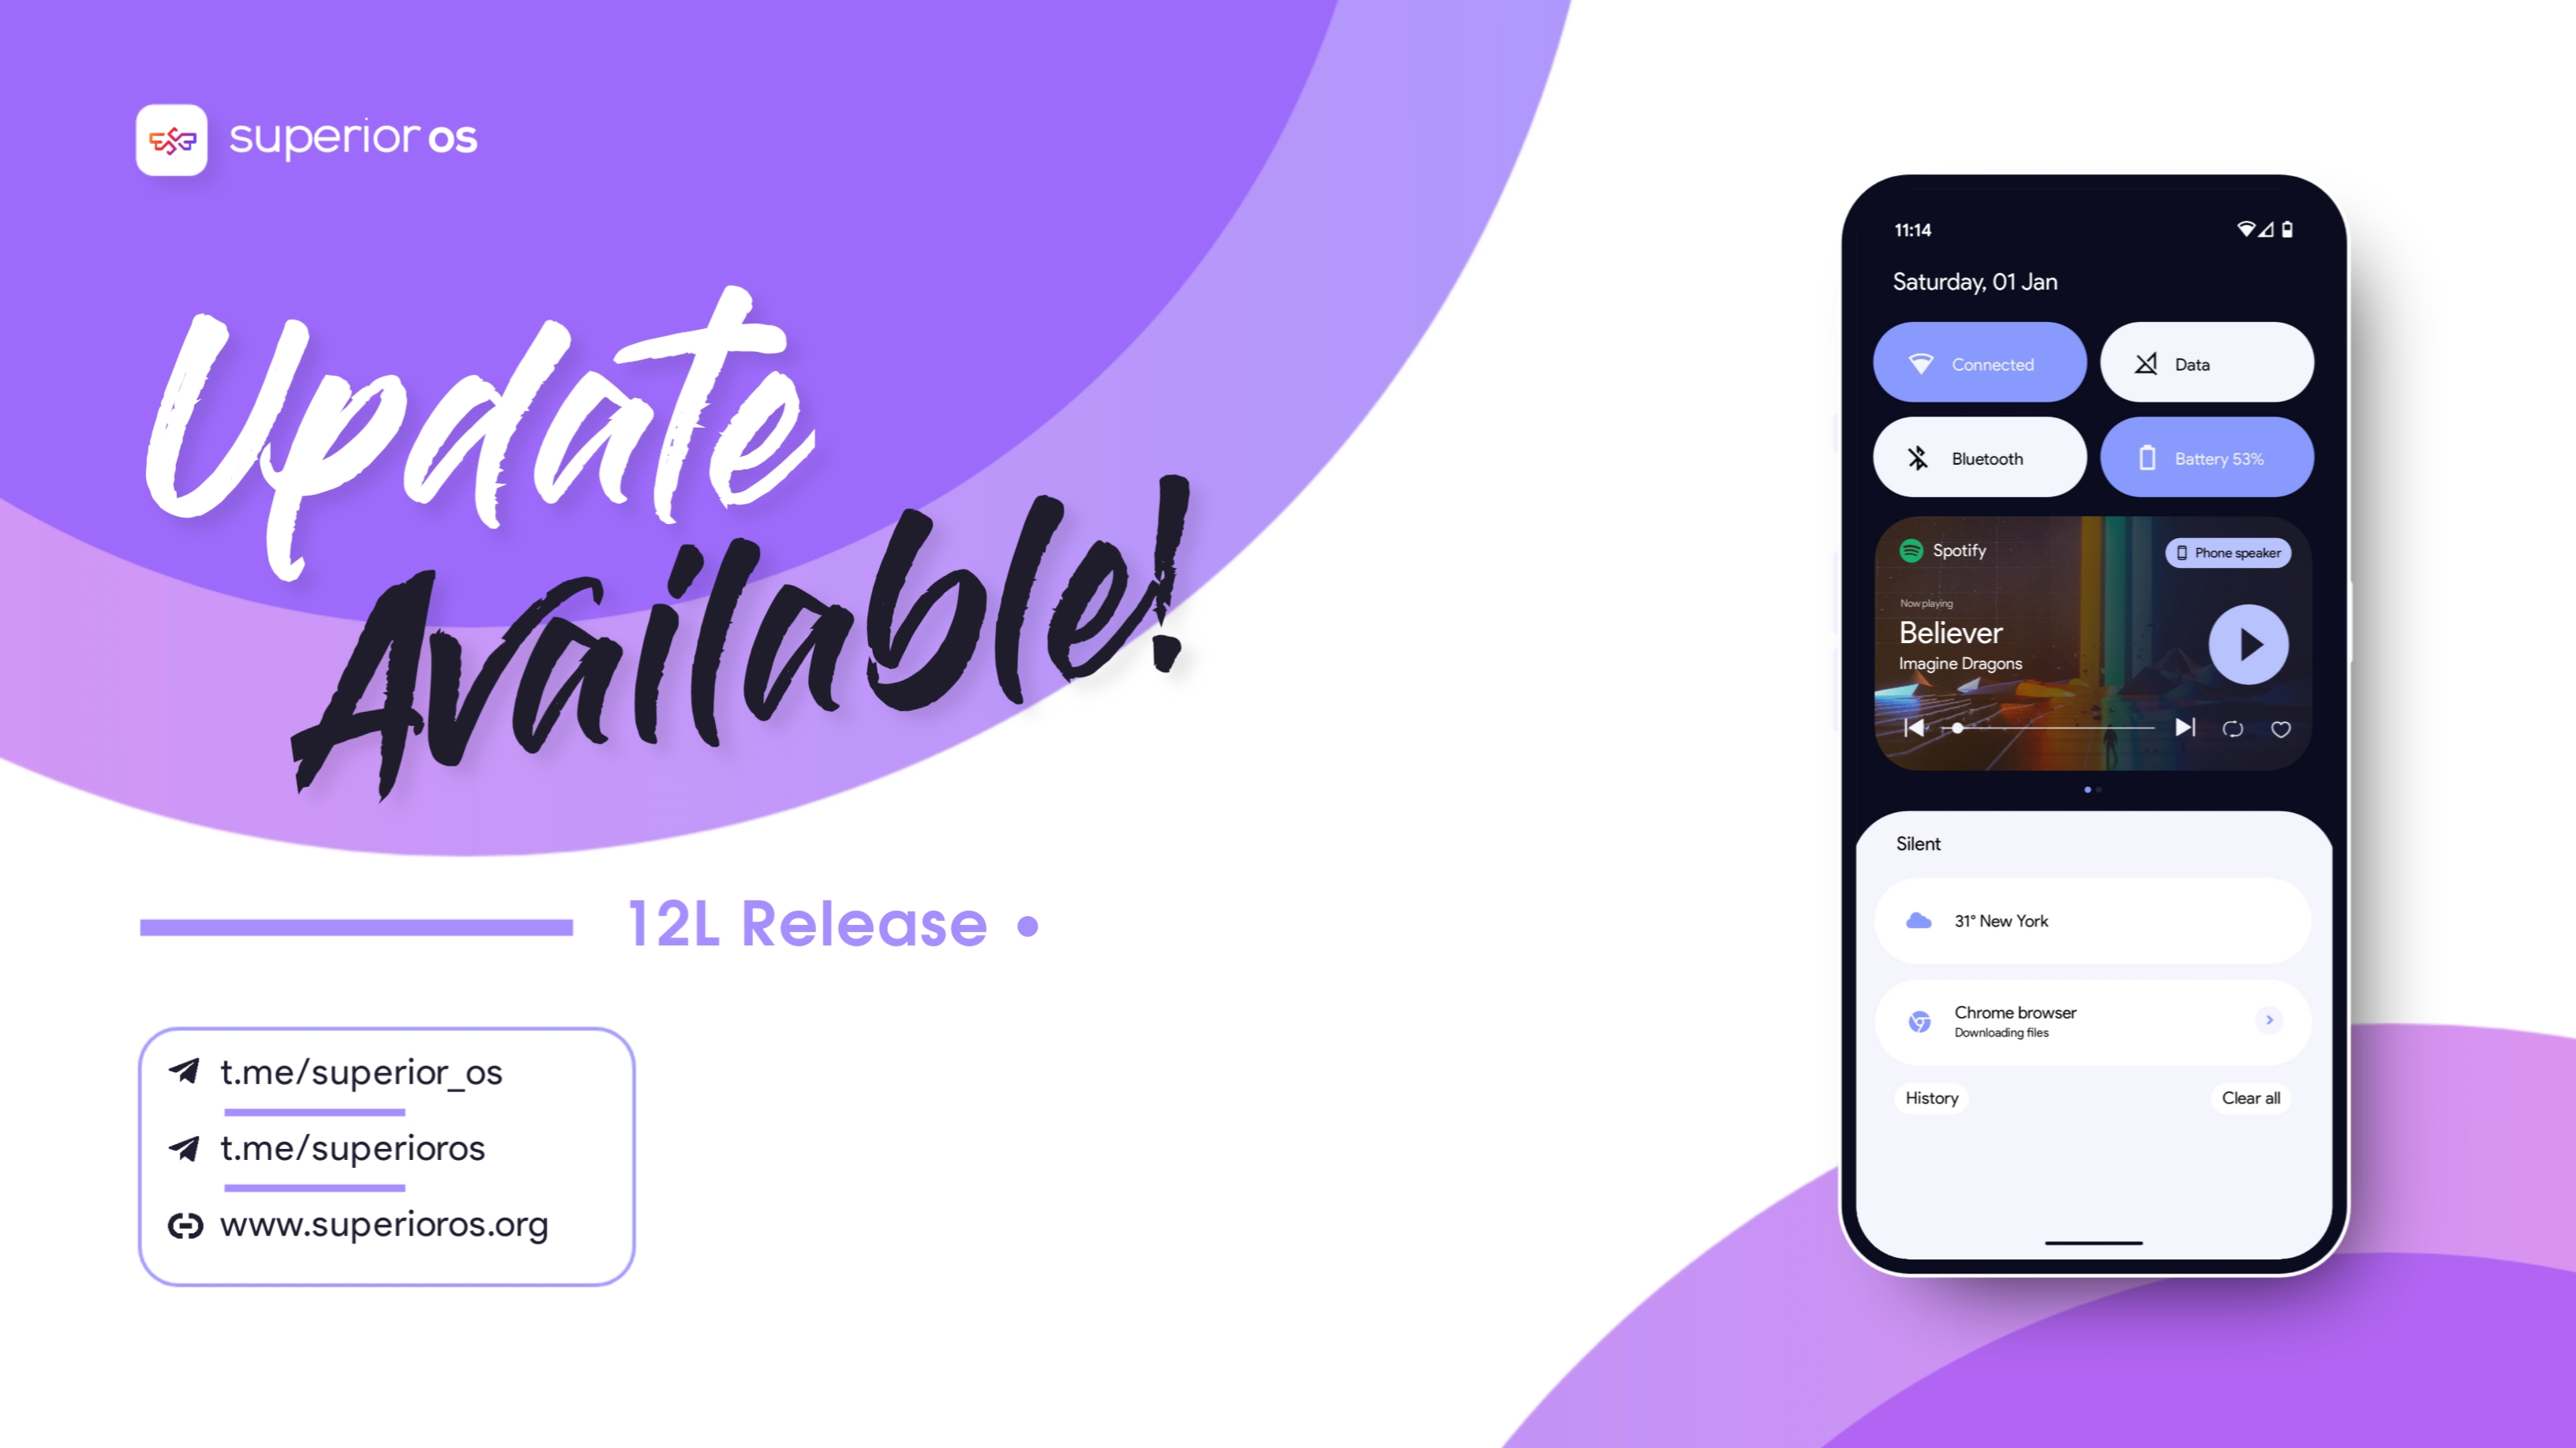 superior os
Update
Available!
12L Release •
t.me/superior_os
t.me/superioros
www.superioros.org
11:14
Saturday, 01 Jan
Connected
Data
Bluetooth
Battery 53%
Spotify
Phone speaker
Now playing
Believer
Imagine Dragons
Silent
31° New York
Chrome browser
Downloading files
History
Clear all